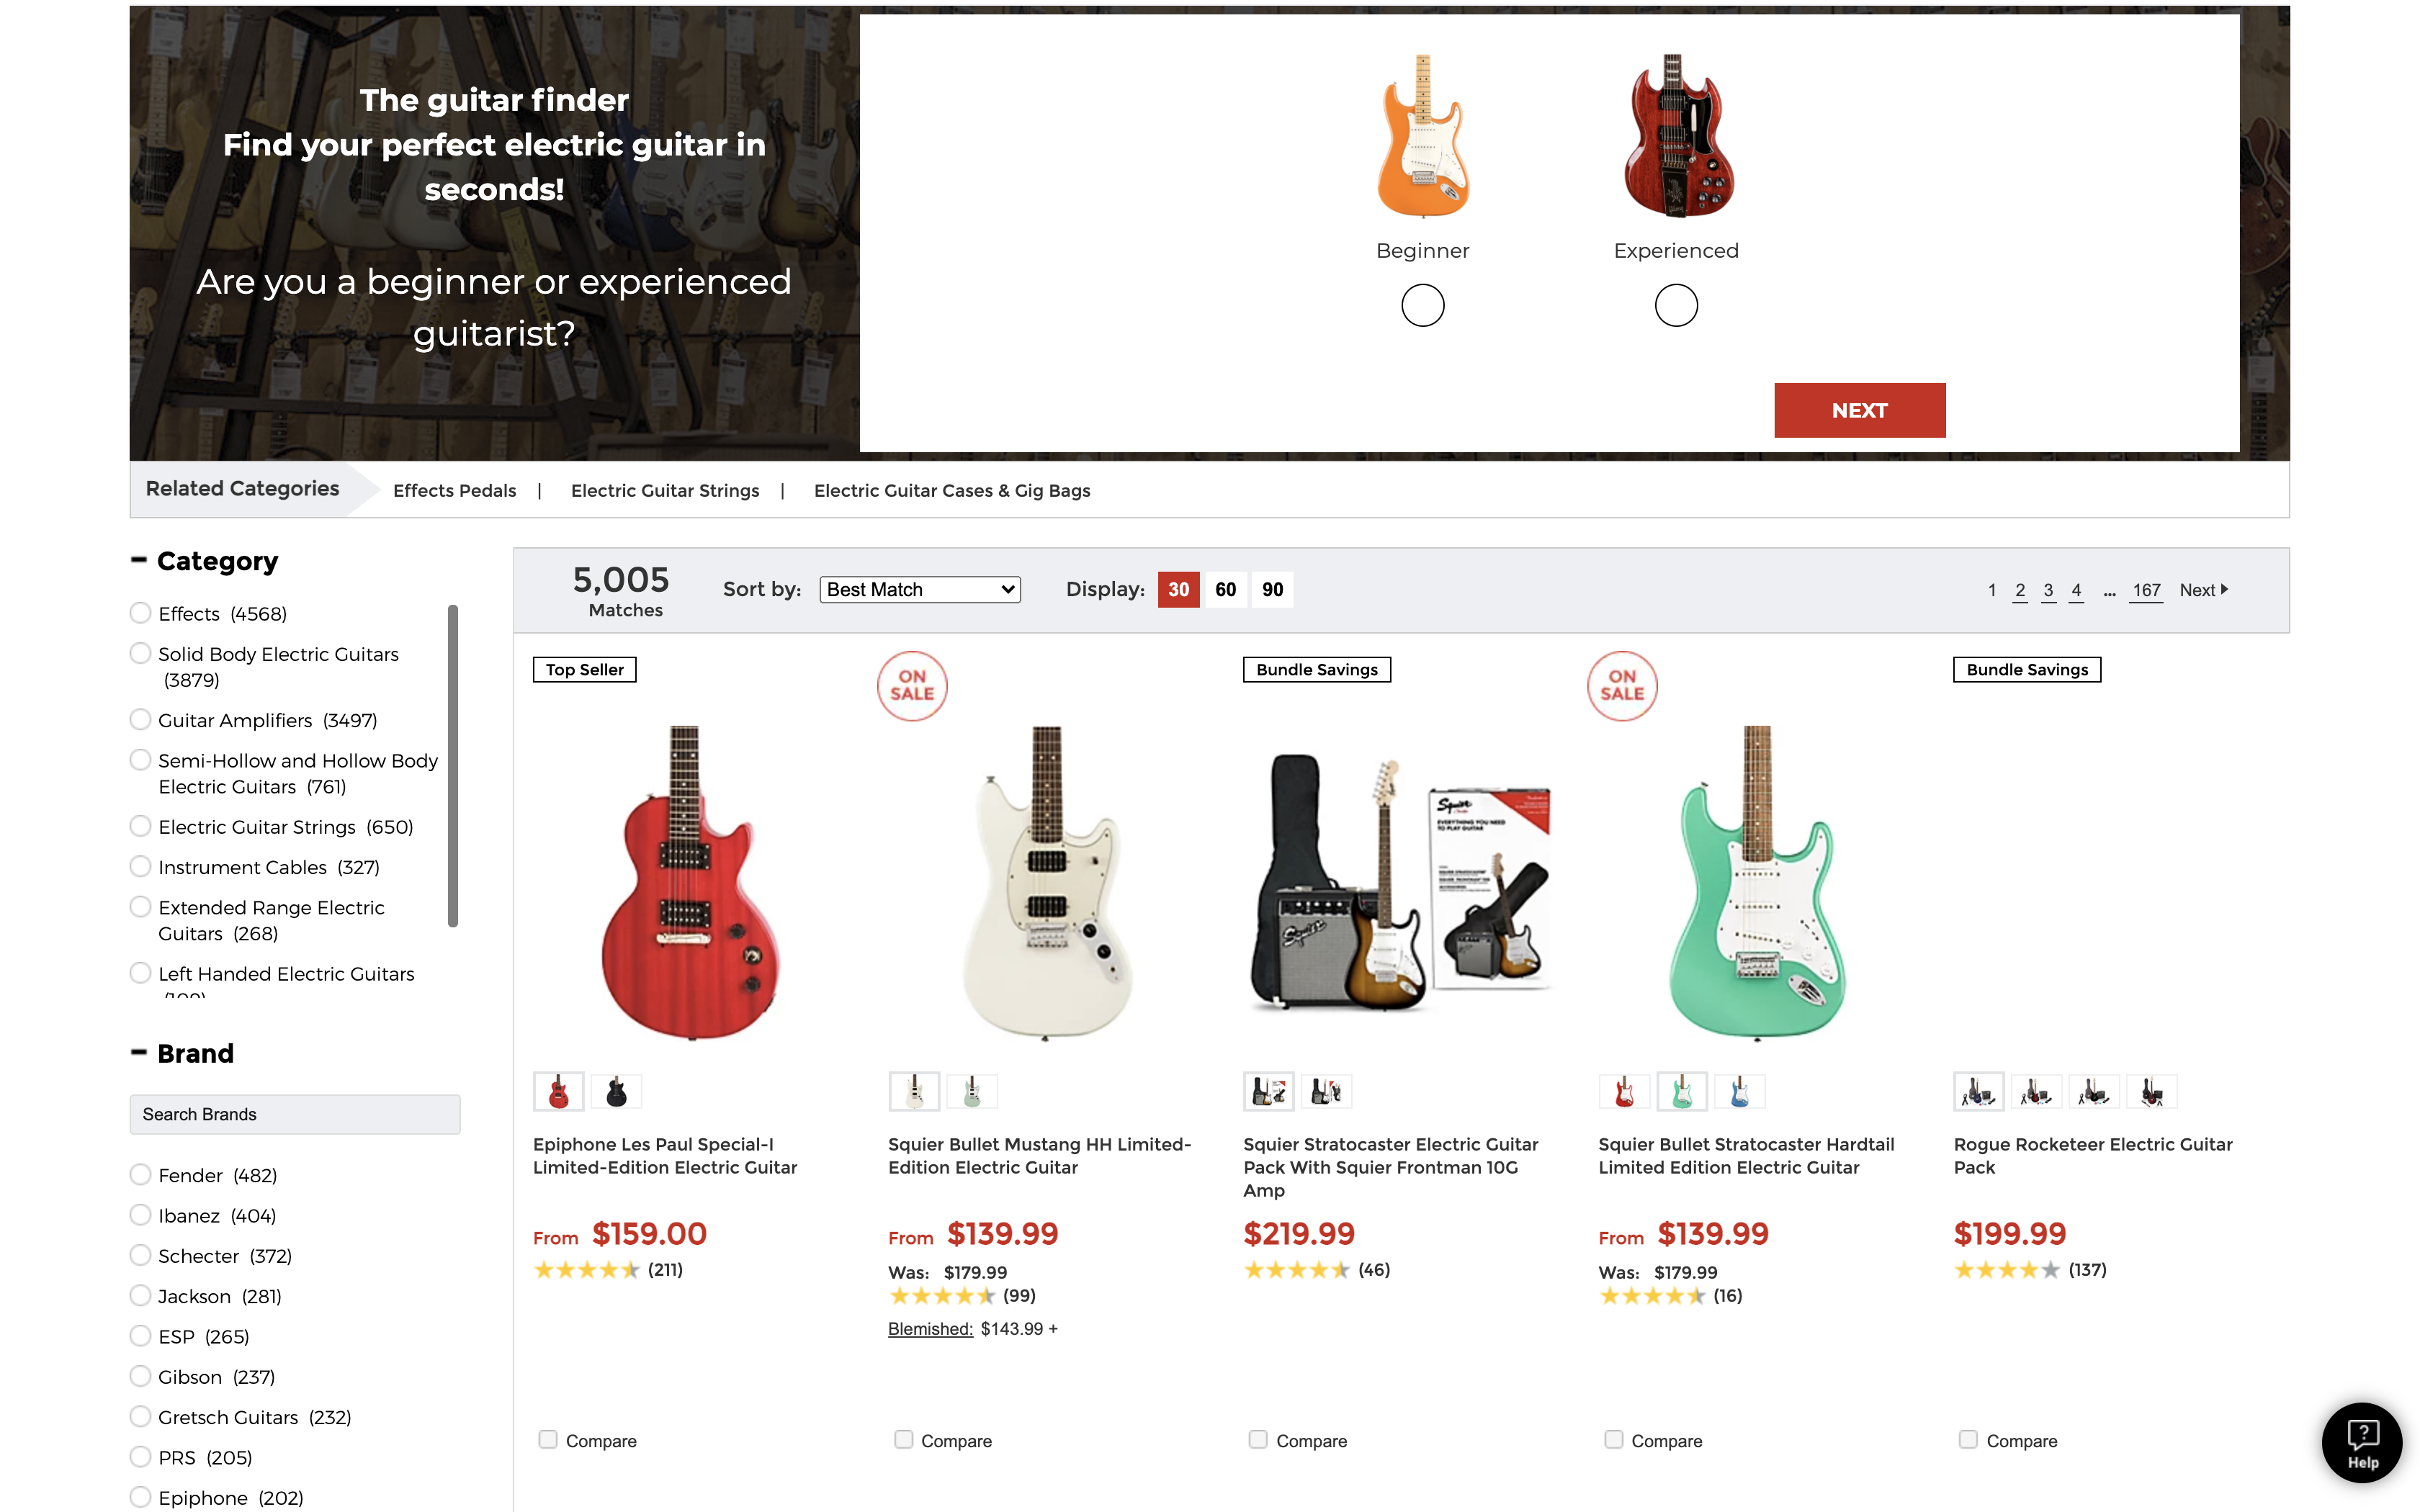 The guitar finder
Find your perfect electric guitar in
seconds!
Are you a beginner or experienced
guitarist?
Beginner
Experienced
NEXT
Related Categories
Effects Pedals | Electric Guitar Strings | Electric Guitar Cases & Gig Bags
– Category
Effects (4568)
Solid Body Electric Guitars
(3879)
Guitar Amplifiers (3497)
Semi-Hollow and Hollow Body
Electric Guitars (761)
Electric Guitar Strings (650)
Instrument Cables (327)
Extended Range Electric
Guitars (268)
Left Handed Electric Guitars
– Brand
Search Brands
Fender (482)
Ibanez (404)
Schecter (372)
Jackson (281)
ESP (265)
Gibson (237)
Gretsch Guitars (232)
PRS (205)
Epiphone (202)
5,005
Matches
Sort by: Best Match
Display: 30 60 90
1 2 3 4 ... 167 Next
Top Seller
Epiphone Les Paul Special-I
Limited-Edition Electric Guitar
From $159.00
(211)
Compare
ON
SALE
Squier Bullet Mustang HH Limited-
Edition Electric Guitar
From $139.99
Was: $179.99
(99)
Blemished: $143.99 +
Compare
Bundle Savings
Squier
Squier
EVERYTHING YOU NEED
TO PLAY GUITAR
Squier Stratocaster Electric Guitar
Pack With Squier Frontman 10G
Amp
$219.99
(46)
Compare
ON
SALE
Squier Bullet Stratocaster Hardtail
Limited Edition Electric Guitar
From $139.99
Was: $179.99
(16)
Compare
Bundle Savings
Rogue Rocketeer Electric Guitar
Pack
$199.99
(137)
Compare
?
Help